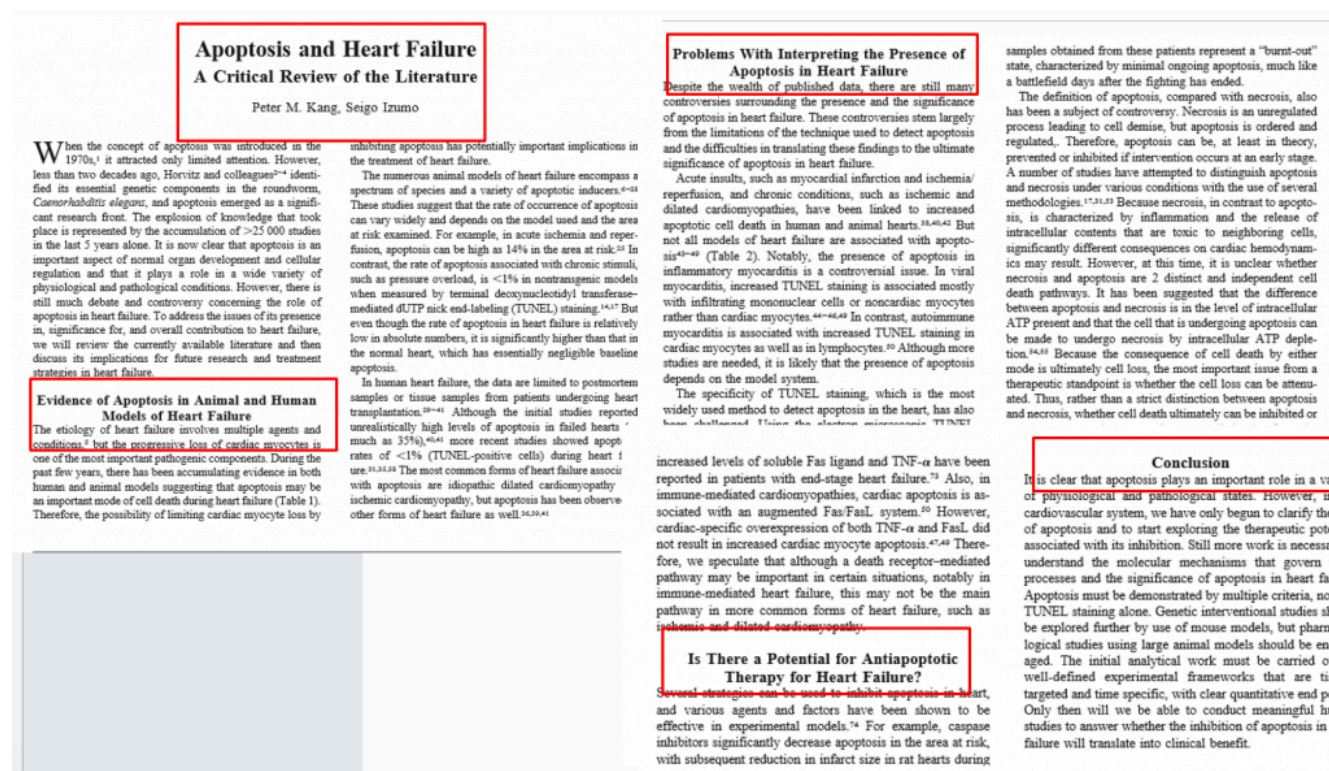 Apoptosis and Heart Failure
A Critical Review of the Literature
Peter M. Kang, Seigo Izumo
When the concept of apoptosis was introduced in the
1970s,¹ it attracted only limited attention. However,
less than two decades ago, Horvitz and colleagues²⁻⁴ identi-
fied its essential genetic components in the roundworm,
Caenorhabditis elegans, and apoptosis emerged as a signifi-
cant research front. The explosion of knowledge that took
place is represented by the accumulation of >25 000 studies
in the last 5 years alone. It is now clear that apoptosis is an
important aspect of normal organ development and cellular
regulation and that it plays a role in a wide variety of
physiological and pathological conditions. However, there is
still much debate and controversy concerning the role of
apoptosis in heart failure. To address the issues of its presence
in, significance for, and overall contribution to heart failure,
we will review the currently available literature and then
discuss its implications for future research and treatment
strategies in heart failure.
Evidence of Apoptosis in Animal and Human
Models of Heart Failure
The etiology of heart failure involves multiple agents and
conditions,⁵ but the progressive loss of cardiac myocytes is
one of the most important pathogenic components. During the
past few years, there has been accumulating evidence in both
human and animal models suggesting that apoptosis may be
an important mode of cell death during heart failure (Table 1).
Therefore, the possibility of limiting cardiac myocyte loss by
inhibiting apoptosis has potentially important implications in
the treatment of heart failure.
The numerous animal models of heart failure encompass a
spectrum of species and a variety of apoptotic inducers.
These studies suggest that the rate of occurrence of apoptosis
can vary widely and depends on the model used and the area
at risk examined. For example, in acute ischemia and reper-
fusion, apoptosis can be high as 14% in the area at risk. In
contrast, the rate of apoptosis associated with chronic stimuli,
such as pressure overload, is <1% in nontransgenic models
when measured by terminal deoxynucleotidyl transferase–
mediated dUTP nick end-labeling (TUNEL) staining.¹⁴,¹⁷ But
even though the rate of apoptosis in heart failure is relatively
low in absolute numbers, it is significantly higher than that in
the normal heart, which has essentially negligible baseline
apoptosis.
In human heart failure, the data are limited to postmortem
samples or tissue samples from patients undergoing heart
transplantation. Although the initial studies reported
unrealistically high levels of apoptosis in failed hearts
much as 35%),⁴⁰,⁴¹ more recent studies showed apopt
rates of <1% (TUNEL-positive cells) during heart f
ure. The most common forms of heart failure associ
with apoptosis are idiopathic dilated cardiomyopathy
ischemic cardiomyopathy, but apoptosis has been observe
other forms of heart failure as well.
Problems With Interpreting the Presence of
Apoptosis in Heart Failure
Despite the wealth of published data, there are still many
controversies surrounding the presence and the significance
of apoptosis in heart failure. These controversies stem largely
from the limitations of the technique used to detect apoptosis
and the difficulties in translating these findings to the ultimate
significance of apoptosis in heart failure.
Acute insults, such as myocardial infarction and ischemia/
reperfusion, and chronic conditions, such as ischemic and
dilated cardiomyopathies, have been linked to increased
apoptotic cell death in human and animal hearts. But
not all models of heart failure are associated with apopto-
sis⁴³⁻⁴⁹ (Table 2). Notably, the presence of apoptosis in
inflammatory myocarditis is a controversial issue. In viral
myocarditis, increased TUNEL staining is associated mostly
with infiltrating mononuclear cells or noncardiac myocytes
rather than cardiac myocytes. In contrast, autoimmune
myocarditis is associated with increased TUNEL staining in
cardiac myocytes as well as in lymphocytes.⁵⁰ Although more
studies are needed, it is likely that the presence of apoptosis
depends on the model system.
The specificity of TUNEL staining, which is the most
widely used method to detect apoptosis in the heart, has also
been challenged. Using the electron microscopic TUNEL
samples obtained from these patients represent a “burnt-out”
state, characterized by minimal ongoing apoptosis, much like
a battlefield days after the fighting has ended.
The definition of apoptosis, compared with necrosis, also
has been a subject of controversy. Necrosis is an unregulated
process leading to cell demise, but apoptosis is ordered and
regulated,. Therefore, apoptosis can be, at least in theory,
prevented or inhibited if intervention occurs at an early stage.
A number of studies have attempted to distinguish apoptosis
and necrosis under various conditions with the use of several
methodologies. Because necrosis, in contrast to apopto-
sis, is characterized by inflammation and the release of
intracellular contents that are toxic to neighboring cells,
significantly different consequences on cardiac hemodynam-
ics may result. However, at this time, it is unclear whether
necrosis and apoptosis are 2 distinct and independent cell
death pathways. It has been suggested that the difference
between apoptosis and necrosis is in the level of intracellular
ATP present and that the cell that is undergoing apoptosis can
be made to undergo necrosis by intracellular ATP deple-
tion.⁵⁴,⁵⁵ Because the consequence of cell death by either
mode is ultimately cell loss, the most important issue from a
therapeutic standpoint is whether the cell loss can be attenu-
ated. Thus, rather than a strict distinction between apoptosis
and necrosis, whether cell death ultimately can be inhibited or
increased levels of soluble Fas ligand and TNF-α have been
reported in patients with end-stage heart failure.⁷³ Also, in
immune-mediated cardiomyopathies, cardiac apoptosis is as-
sociated with an augmented Fas/FasL system.⁵⁰ However,
cardiac-specific overexpression of both TNF-α and FasL did
not result in increased cardiac myocyte apoptosis.⁴⁷,⁴⁹ There-
fore, we speculate that although a death receptor–mediated
pathway may be important in certain situations, notably in
immune-mediated heart failure, this may not be the main
pathway in more common forms of heart failure, such as
ischemic and dilated cardiomyopathy.
Is There a Potential for Antiapoptotic
Therapy for Heart Failure?
Several strategies can be used to inhibit apoptosis in heart,
and various agents and factors have been shown to be
effective in experimental models.⁷⁴ For example, caspase
inhibitors significantly decrease apoptosis in the area at risk,
with subsequent reduction in infarct size in rat hearts during
Conclusion
It is clear that apoptosis plays an important role in a va
of physiological and pathological states. However, i
cardiovascular system, we have only begun to clarify the
of apoptosis and to start exploring the therapeutic pote
associated with its inhibition. Still more work is necessa
understand the molecular mechanisms that govern
processes and the significance of apoptosis in heart fa
Apoptosis must be demonstrated by multiple criteria, no
TUNEL staining alone. Genetic interventional studies s
be explored further by use of mouse models, but pharm
logical studies using large animal models should be en
aged. The initial analytical work must be carried o
well-defined experimental frameworks that are ti
targeted and time specific, with clear quantitative end p
Only then will we be able to conduct meaningful h
studies to answer whether the inhibition of apoptosis in
failure will translate into clinical benefit.